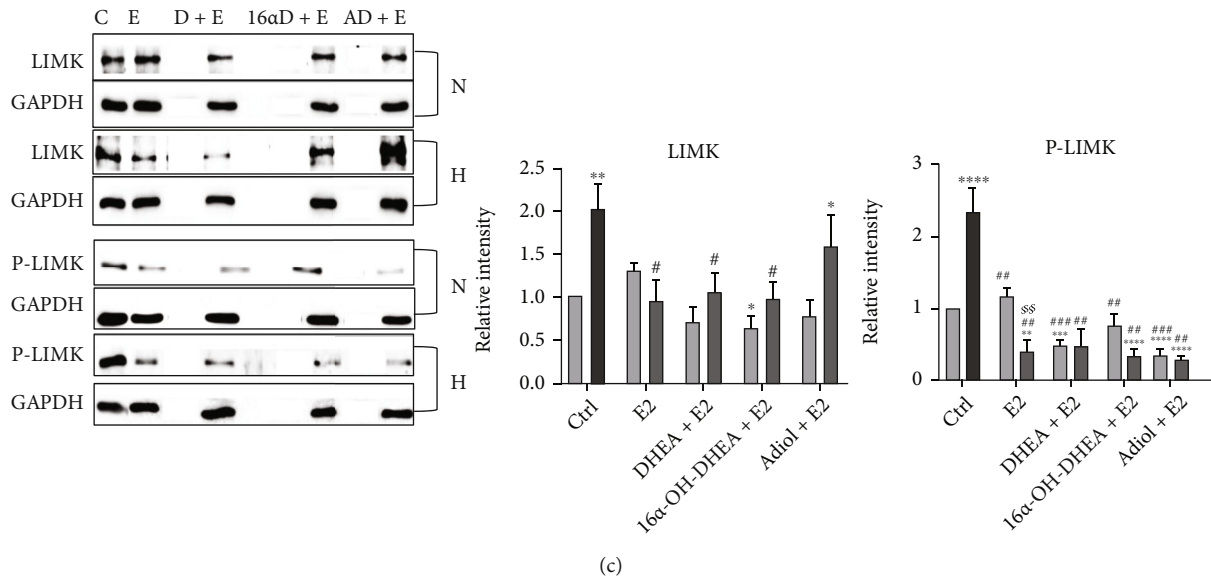 C E D + E 16αD + E AD + E
LIMK
GAPDH
N
LIMK
GAPDH
H
P-LIMK
GAPDH
N
P-LIMK
GAPDH
H
LIMK
Relative intensity
2.5
2.0
1.5
1.0
0.5
0.0
**
#
#
*
#
*
Ctrl
E2
DHEA + E2
16α-OH-DHEA + E2
Adiol + E2
P-LIMK
Relative intensity
3
2
1
0
****
##
$$
##
**
###
***
##
##
##
****
###
****
##
****
Ctrl
E2
DHEA + E2
16α-OH-DHEA + E2
Adiol + E2
(c)